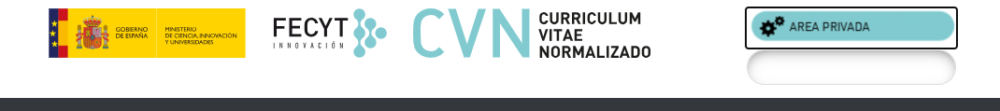 GOBIERNO
DE ESPAÑA
MINISTERIO
DE CIENCIA, INNOVACIÓN
Y UNIVERSIDADES
FECYT
INNOVACIÓN
CVN
CURRICULUM
VITAE
NORMALIZADO
AREA PRIVADA